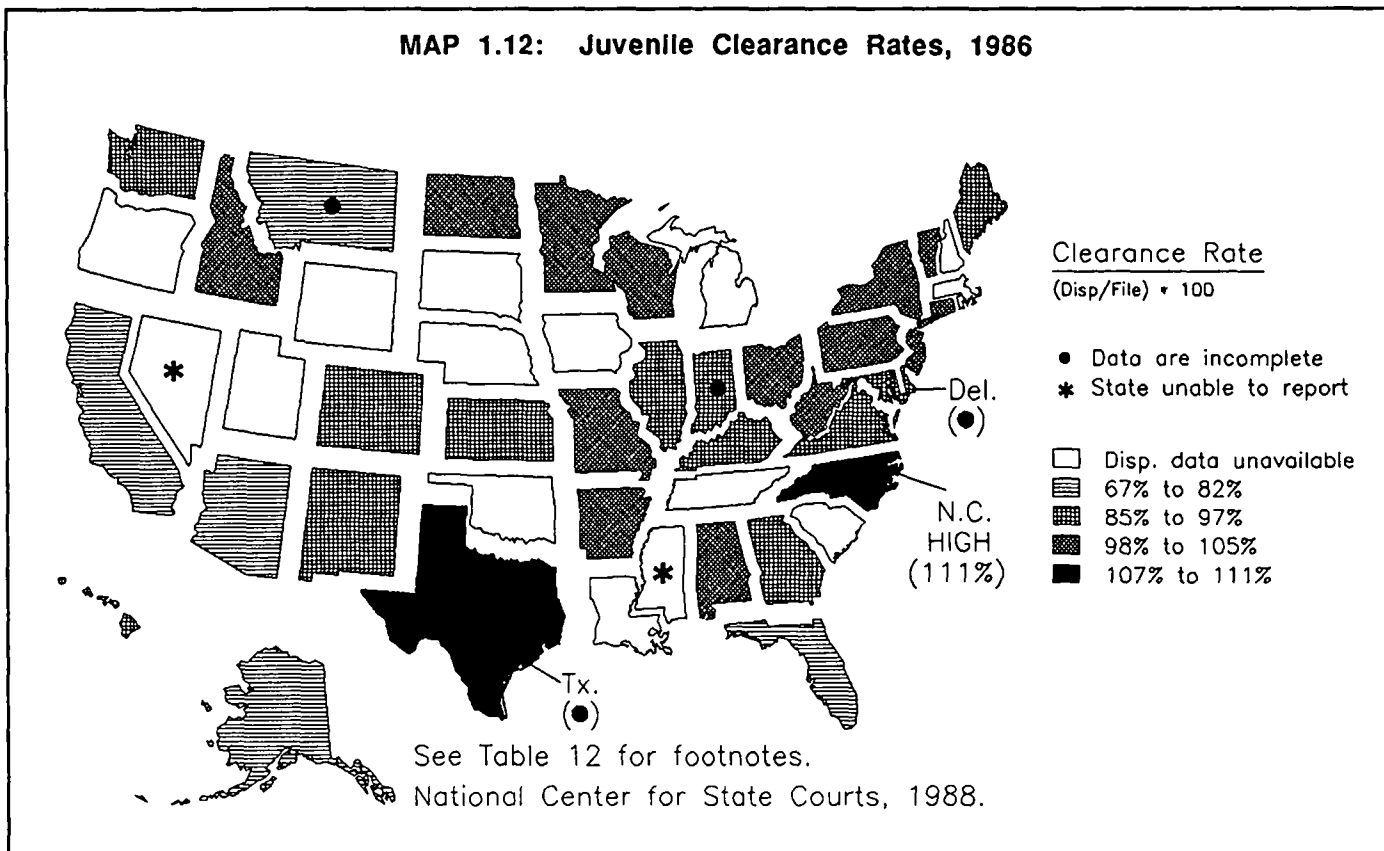 MAP 1.12: Juvenile Clearance Rates, 1986
Clearance Rate
(Disp/File) * 100
● Data are incomplete
* State unable to report
Del.
(●)
Disp. data unavailable
67% to 82%
85% to 97%
98% to 105%
107% to 111%
N.C.
HIGH
(111%)
Tx.
(●)
See Table 12 for footnotes.
National Center for State Courts, 1988.